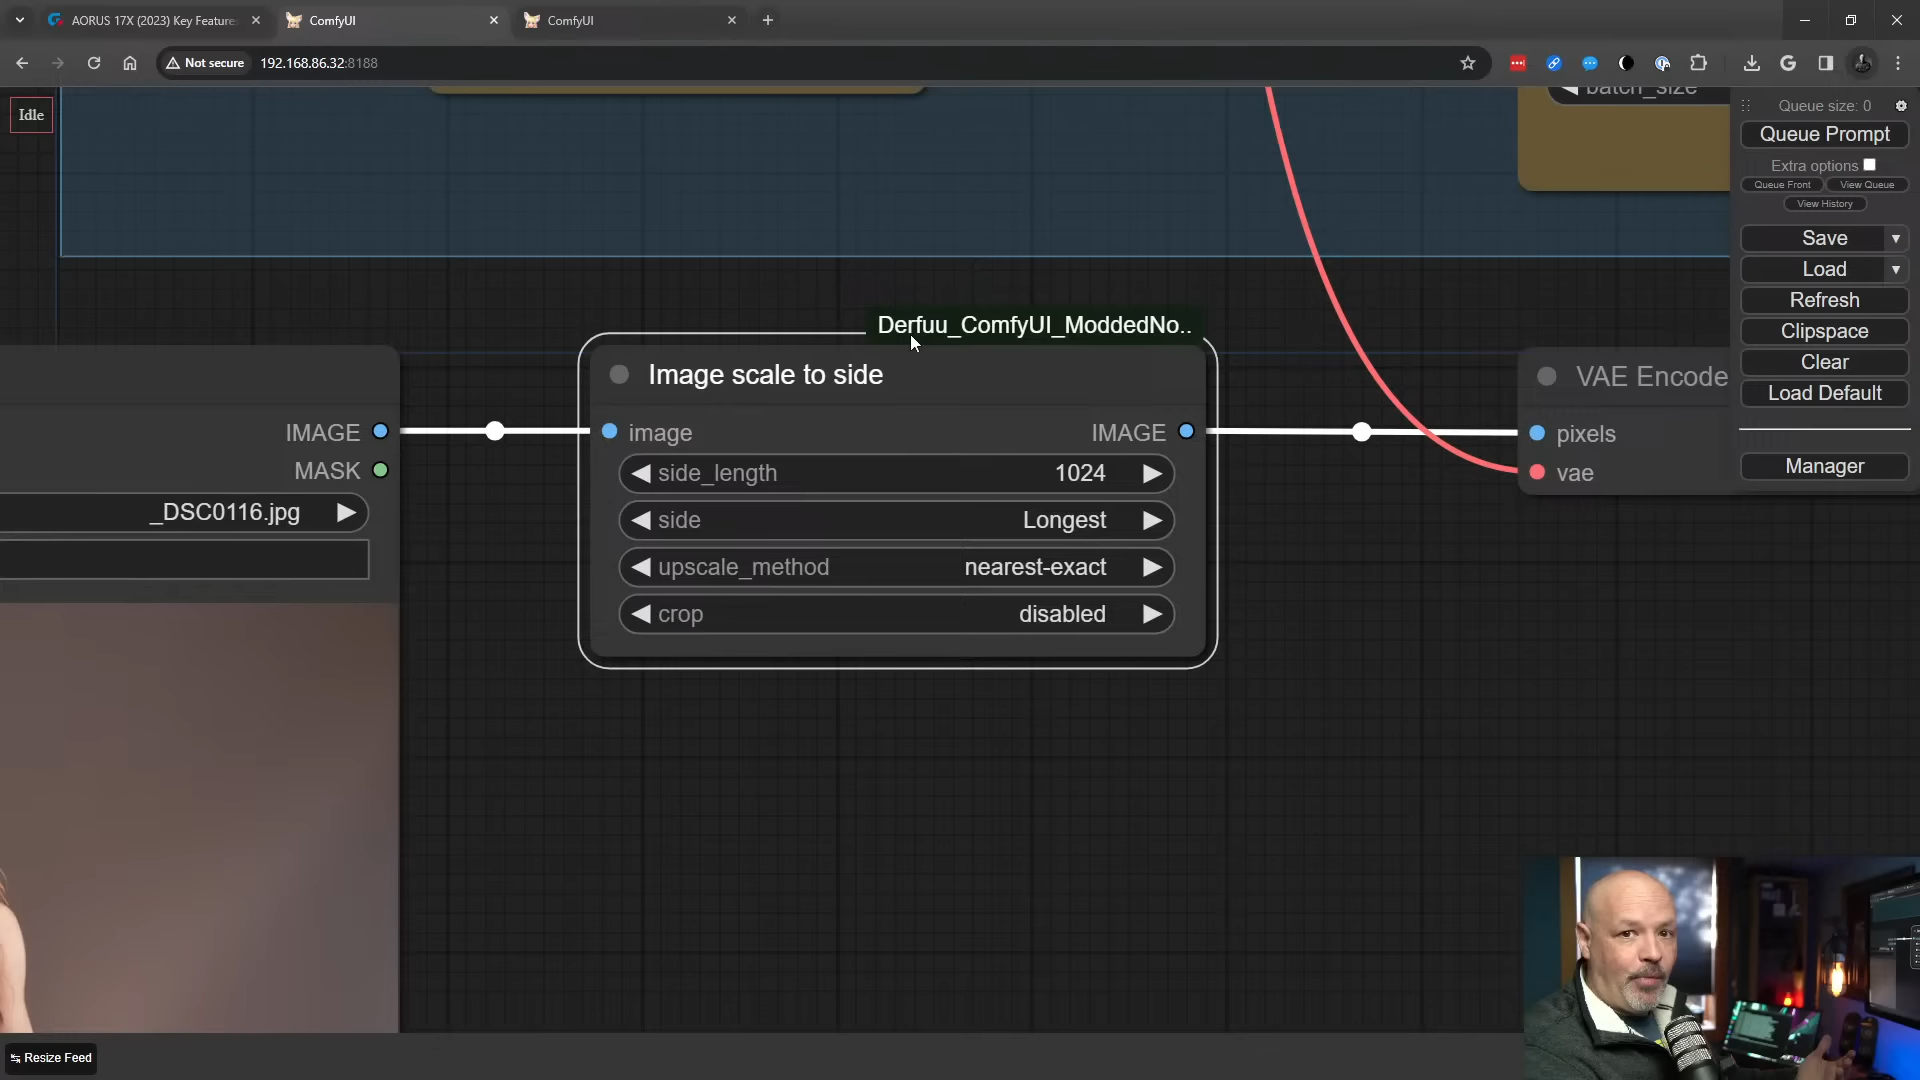 AORUS 17X (2023) Key Feature
ComfyUI
ComfyUI
Not secure
192.168.86.32:8188
Idle
batch_size
Queue size: 0
Queue Prompt
Extra options
Queue Front
View Queue
View History
Save
Load
Refresh
Clipspace
Clear
Load Default
Manager
Derfuu_ComfyUI_ModdedNo..
Image scale to side
image
IMAGE
side_length
1024
side
Longest
upscale_method
nearest-exact
crop
disabled
IMAGE
MASK
_DSC0116.jpg
VAE Encode
pixels
vae
Resize Feed